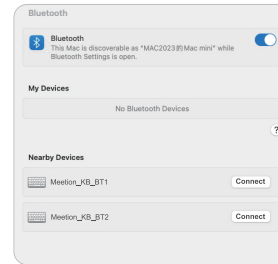 Bluetooth
Bluetooth
This Mac is discoverable as "MAC2023的Mac mini" while
Bluetooth Settings is open.
My Devices
No Bluetooth Devices
?
Nearby Devices
Meetion_KB_BT1 Connect
Meetion_KB_BT2 Connect